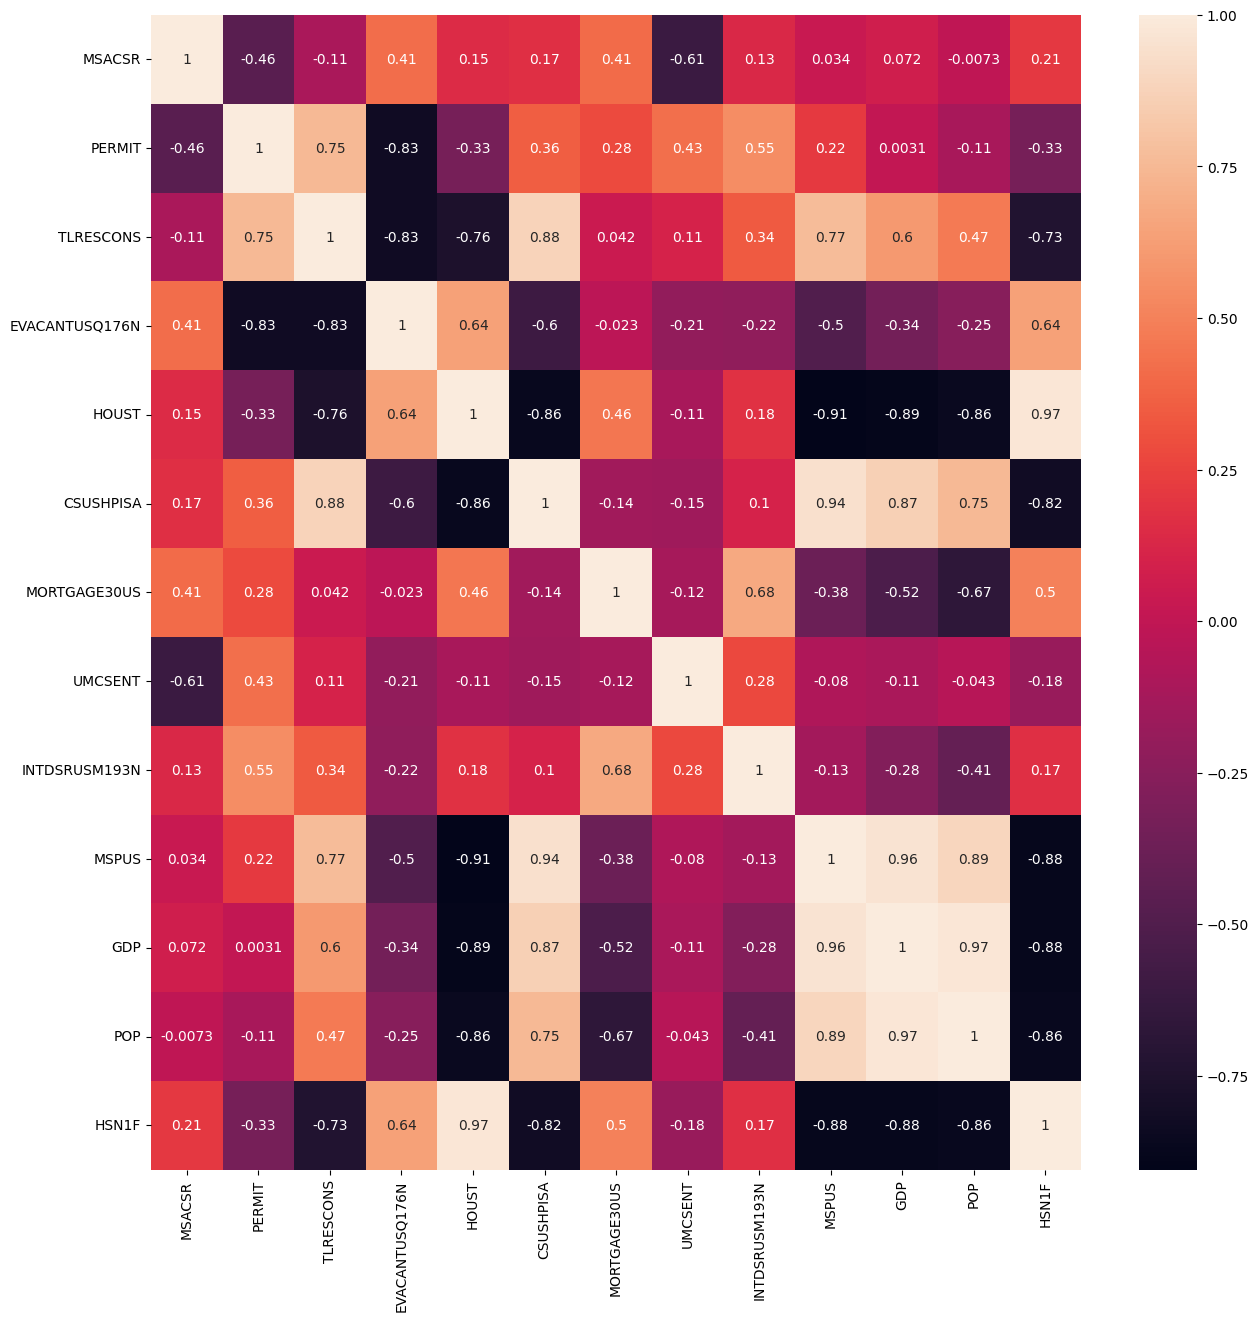 MSACSR 1 -0.46 -0.11 0.41 0.15 0.17 0.41 -0.61 0.13 0.034 0.072 -0.0073 0.21
PERMIT -0.46 1 0.75 -0.83 -0.33 0.36 0.28 0.43 0.55 0.22 0.0031 -0.11 -0.33
TLRESCONS -0.11 0.75 1 -0.83 -0.76 0.88 0.042 0.11 0.34 0.77 0.6 0.47 -0.73
EVACANTUSQ176N 0.41 -0.83 -0.83 1 0.64 -0.6 -0.023 -0.21 -0.22 -0.5 -0.34 -0.25 0.64
HOUST 0.15 -0.33 -0.76 0.64 1 -0.86 0.46 -0.11 0.18 -0.91 -0.89 -0.86 0.97
CSUSHPISA 0.17 0.36 0.88 -0.6 -0.86 1 -0.14 -0.15 0.1 0.94 0.87 0.75 -0.82
MORTGAGE30US 0.41 0.28 0.042 -0.023 0.46 -0.14 1 -0.12 0.68 -0.38 -0.52 -0.67 0.5
UMCSENT -0.61 0.43 0.11 -0.21 -0.11 -0.15 -0.12 1 0.28 -0.08 -0.11 -0.043 -0.18
INTDSRUSM193N 0.13 0.55 0.34 -0.22 0.18 0.1 0.68 0.28 1 -0.13 -0.28 -0.41 0.17
MSPUS 0.034 0.22 0.77 -0.5 -0.91 0.94 -0.38 -0.08 -0.13 1 0.96 0.89 -0.88
GDP 0.072 0.0031 0.6 -0.34 -0.89 0.87 -0.52 -0.11 -0.28 0.96 1 0.97 -0.88
POP -0.0073 -0.11 0.47 -0.25 -0.86 0.75 -0.67 -0.043 -0.41 0.89 0.97 1 -0.86
HSN1F 0.21 -0.33 -0.73 0.64 0.97 -0.82 0.5 -0.18 0.17 -0.88 -0.88 -0.86 1
MSACSR PERMIT TLRESCONS EVACANTUSQ176N HOUST CSUSHPISA MORTGAGE30US UMCSENT INTDSRUSM193N MSPUS GDP POP HSN1F
1.00
0.75
0.50
0.25
0.00
−0.25
−0.50
−0.75